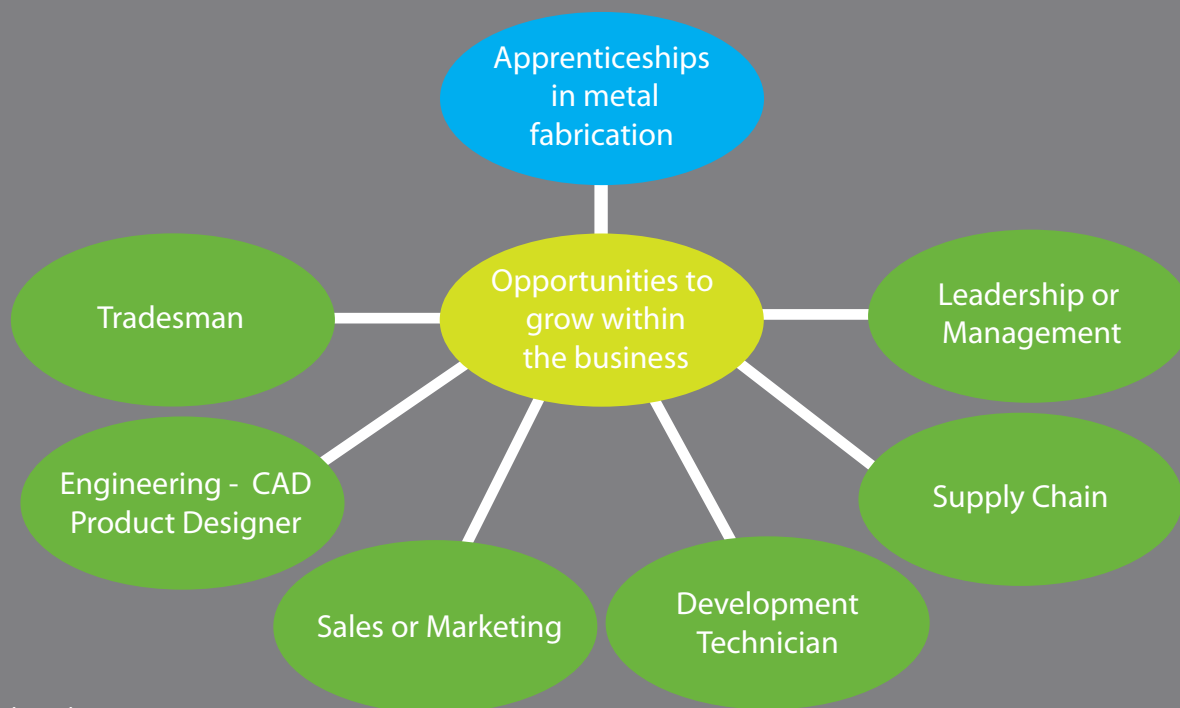 Apprenticeships
in metal
fabrication
Opportunities to
grow within
the business
Tradesman
Leadership or
Management
Engineering - CAD
Product Designer
Supply Chain
Sales or Marketing
Development
Technician